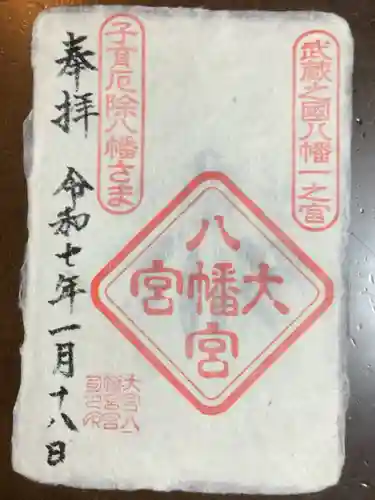 武蔵之國八幡一之宮
大宮
八幡宮
子育厄除八幡さま
奉拝
令和七年一月十八日